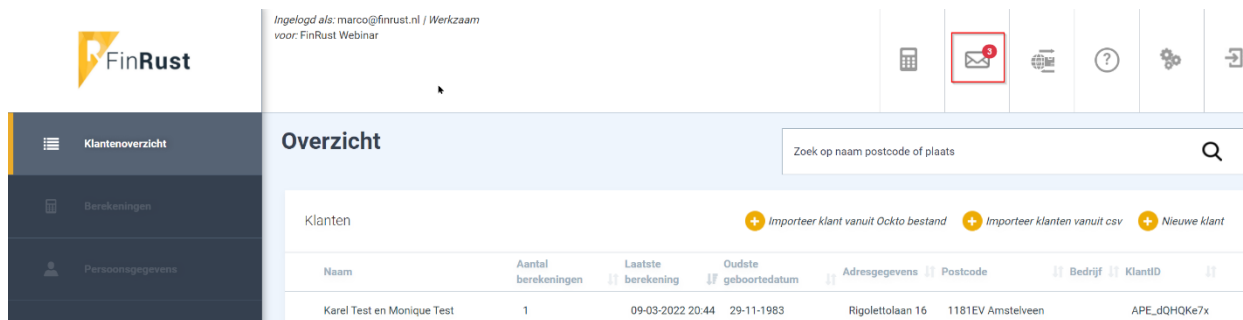 Ingelogd als: marco@finrust.nl / Werkzaam
voor: FinRust Webinar
FinRust
3
?
Klantenoverzicht
Berekeningen
Persoonsgegevens
Overzicht
Zoek op naam postcode of plaats
Klanten
Importeer klant vanuit Ockto bestand
Importeer klanten vanuit csv
Nieuwe klant
Naam
Aantal
berekeningen
Laatste
berekening
Oudste
geboortedatum
Adresgegevens
Postcode
Bedrijf
KlantID
Karel Test en Monique Test 1 09-03-2022 20:44 29-11-1983 Rigolettolaan 16 1181EV Amstelveen APE_dQHQKe7x